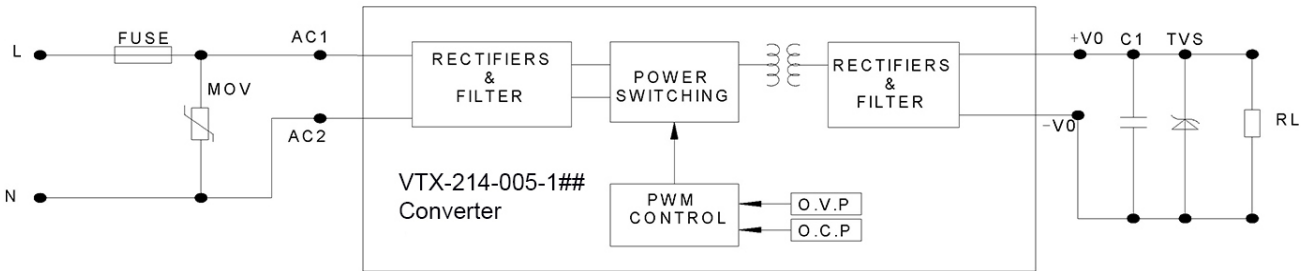 L
FUSE
MOV
N
AC1
AC2
RECTIFIERS
&
FILTER
POWER
SWITCHING
RECTIFIERS
&
FILTER
VTX-214-005-1##
Converter
PWM
CONTROL
O.V.P
O.C.P
+V0
-V0
C1
TVS
RL